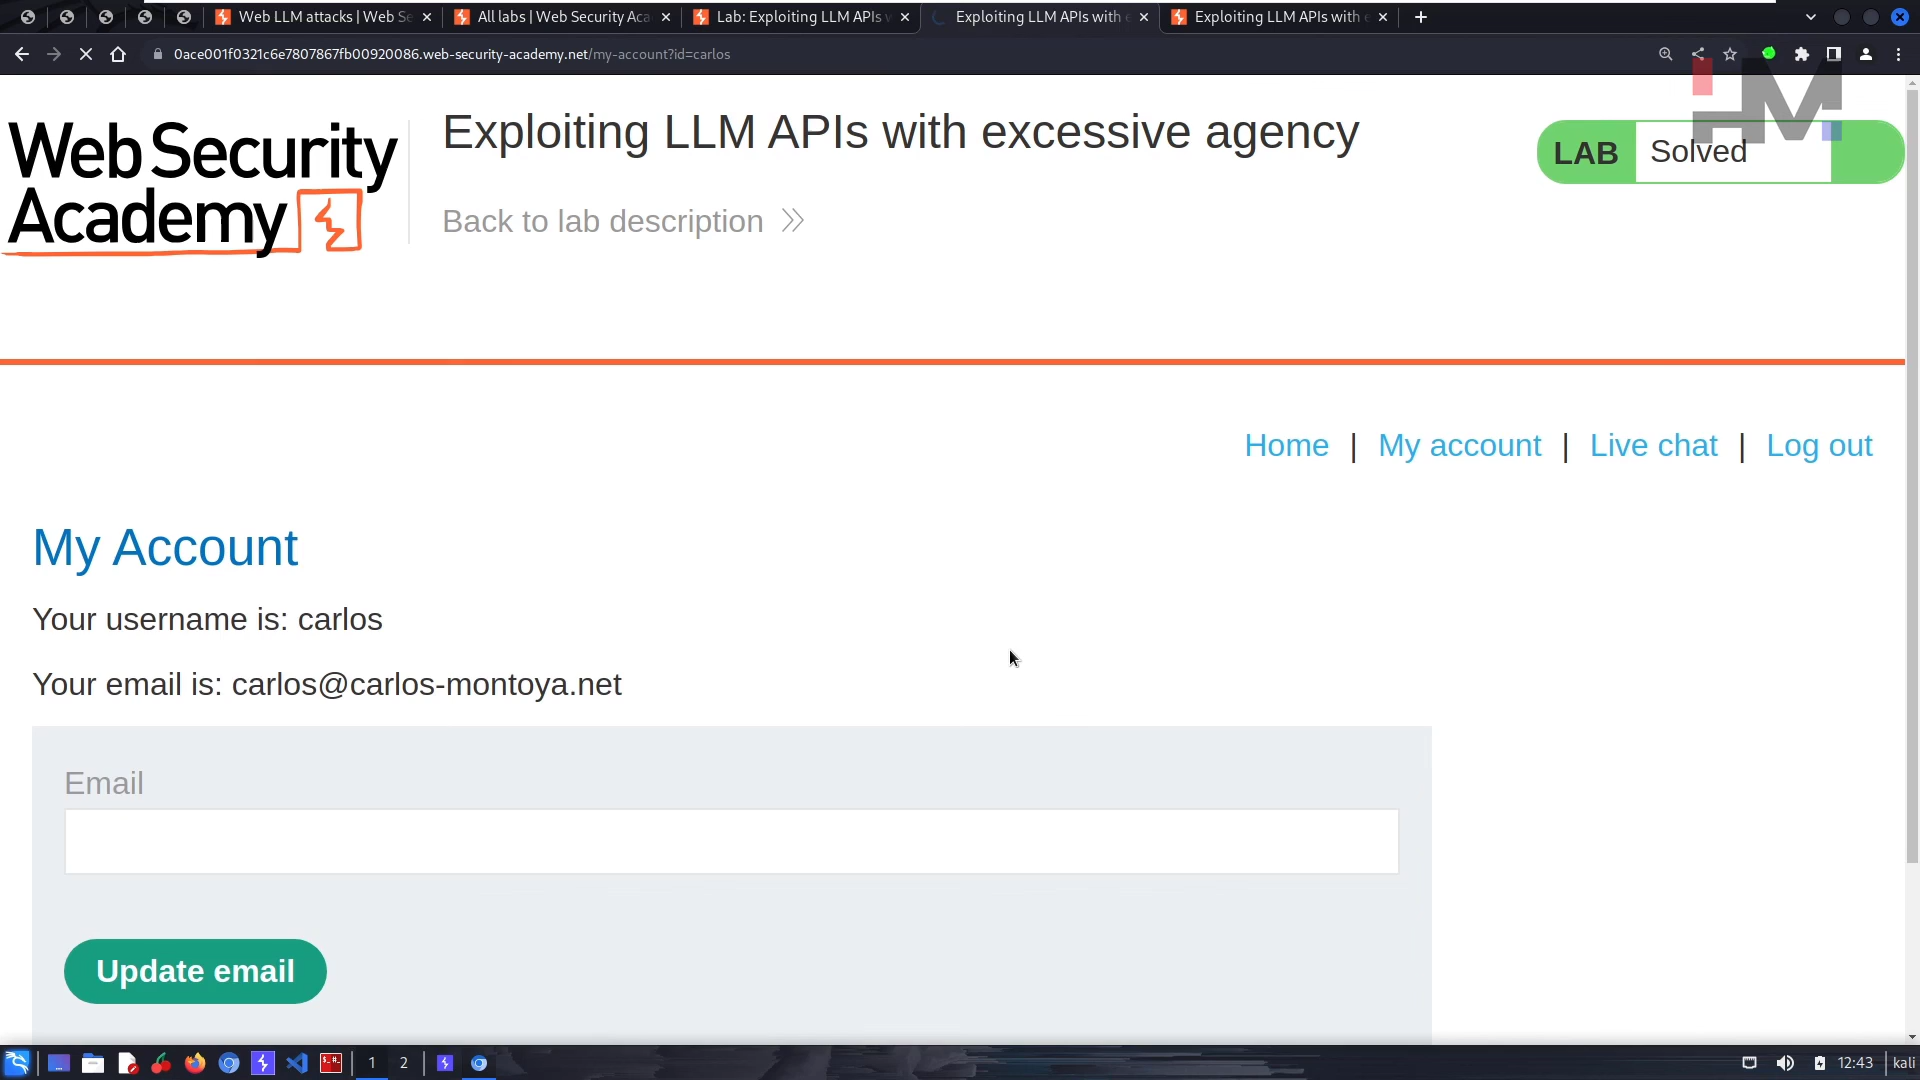 Web LLM attacks | Web Se
All labs | Web Security Aca
Lab: Exploiting LLM APIs w
Exploiting LLM APIs with e
Exploiting LLM APIs with e
0ace001f0321c6e7807867fb00920086.web-security-academy.net/my-account?id=carlos
Web Security
Academy
Exploiting LLM APIs with excessive agency
Back to lab description
LAB
Solved
HM
Home | My account | Live chat | Log out
My Account
Your username is: carlos
Your email is: carlos@carlos-montoya.net
Email
Update email
1
2
12:43
kali